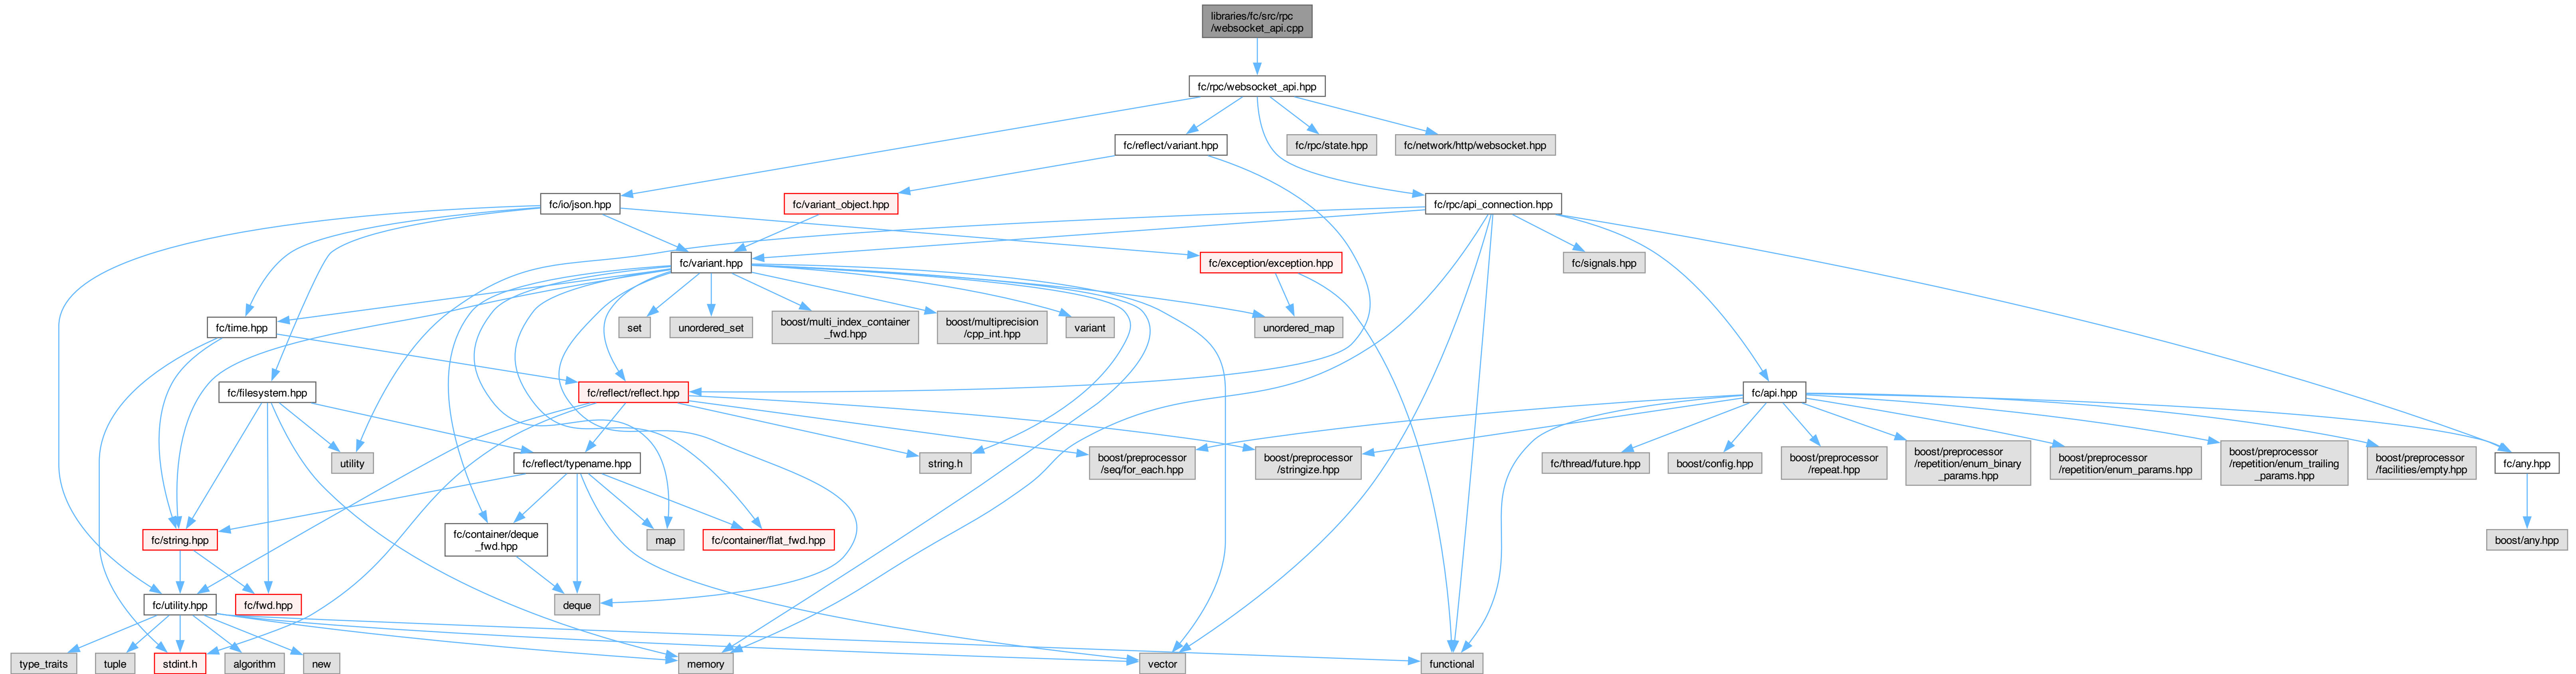 libraries/fc/src/rpc
/websocket_api.cpp
fc/rpc/websocket_api.hpp
fc/reflect/variant.hpp
fc/rpc/state.hpp
fc/network/http/websocket.hpp
fc/io/json.hpp
fc/variant_object.hpp
fc/rpc/api_connection.hpp
fc/variant.hpp
fc/exception/exception.hpp
fc/signals.hpp
fc/time.hpp
set
unordered_set
boost/multi_index_container
_fwd.hpp
boost/multiprecision
/cpp_int.hpp
variant
unordered_map
fc/filesystem.hpp
fc/reflect/reflect.hpp
fc/api.hpp
utility
fc/reflect/typename.hpp
string.h
boost/preprocessor
/seq/for_each.hpp
boost/preprocessor
/stringize.hpp
fc/thread/future.hpp
boost/config.hpp
boost/preprocessor
/repeat.hpp
boost/preprocessor
/repetition/enum_binary
_params.hpp
boost/preprocessor
/repetition/enum_params.hpp
boost/preprocessor
/repetition/enum_trailing
_params.hpp
boost/preprocessor
/facilities/empty.hpp
fc/any.hpp
fc/string.hpp
fc/container/deque
_fwd.hpp
map
fc/container/flat_fwd.hpp
boost/any.hpp
fc/utility.hpp
fc/fwd.hpp
deque
type_traits
tuple
stdint.h
algorithm
new
memory
vector
functional